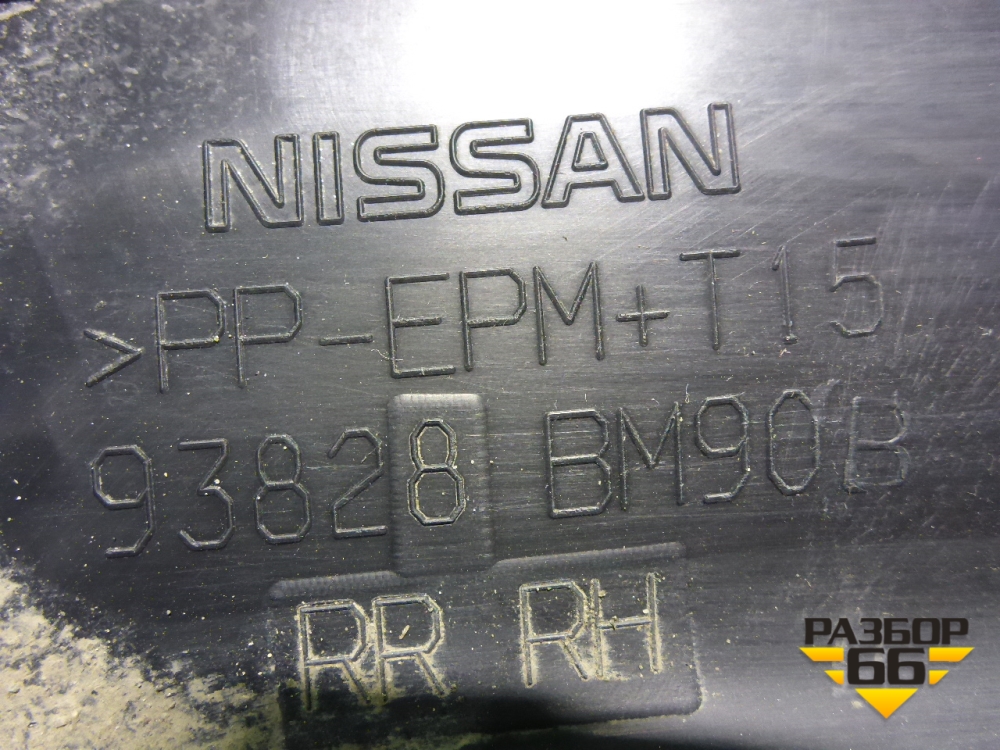 NISSAN
>PP-EPM+T15
93828 BM90B
RR RH
РАЗБОР
66